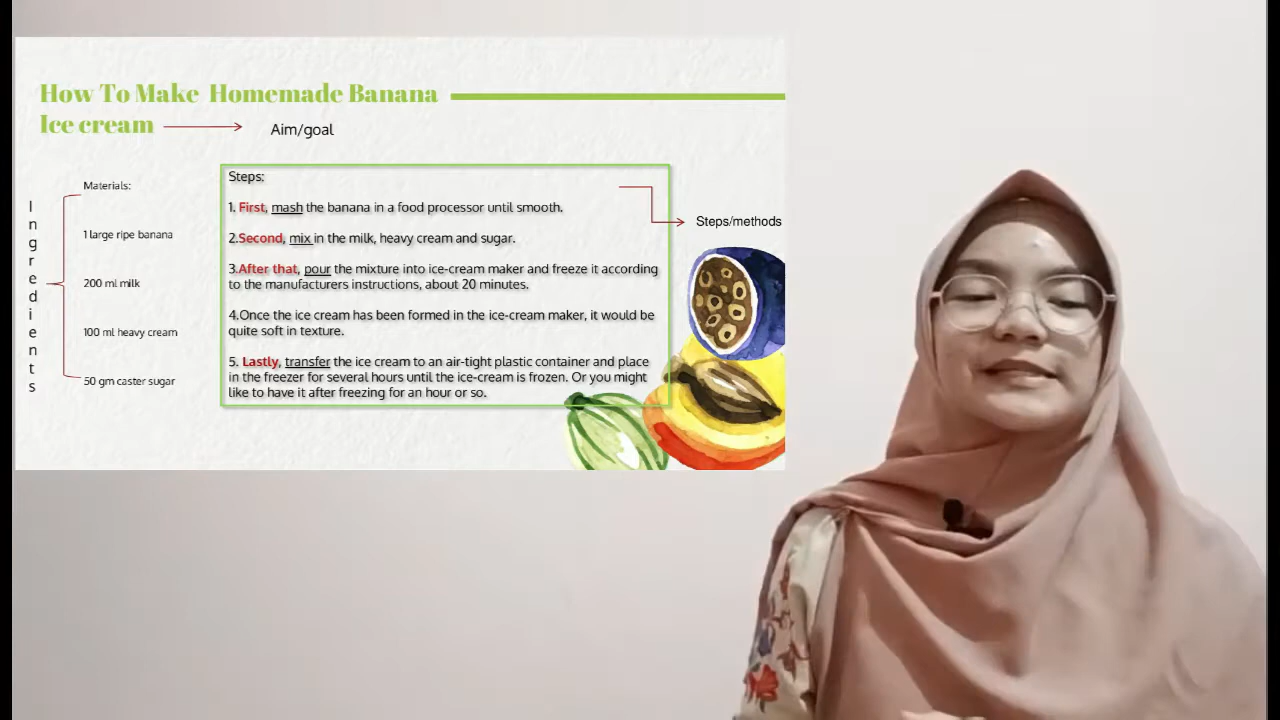 How To Make Homemade Banana
Ice cream
Aim/goal
Ingredients
Materials:
1 large ripe banana
200 ml milk
100 ml heavy cream
50 gm caster sugar
Steps:
1. First, mash the banana in a food processor until smooth.
2.Second, mix in the milk, heavy cream and sugar.
3.After that, pour the mixture into ice-cream maker and freeze it according
to the manufacturers instructions, about 20 minutes.
4.Once the ice cream has been formed in the ice-cream maker, it would be
quite soft in texture.
5. Lastly, transfer the ice cream to an air-tight plastic container and place
in the freezer for several hours until the ice-cream is frozen. Or you might
like to have it after freezing for an hour or so.
Steps/methods